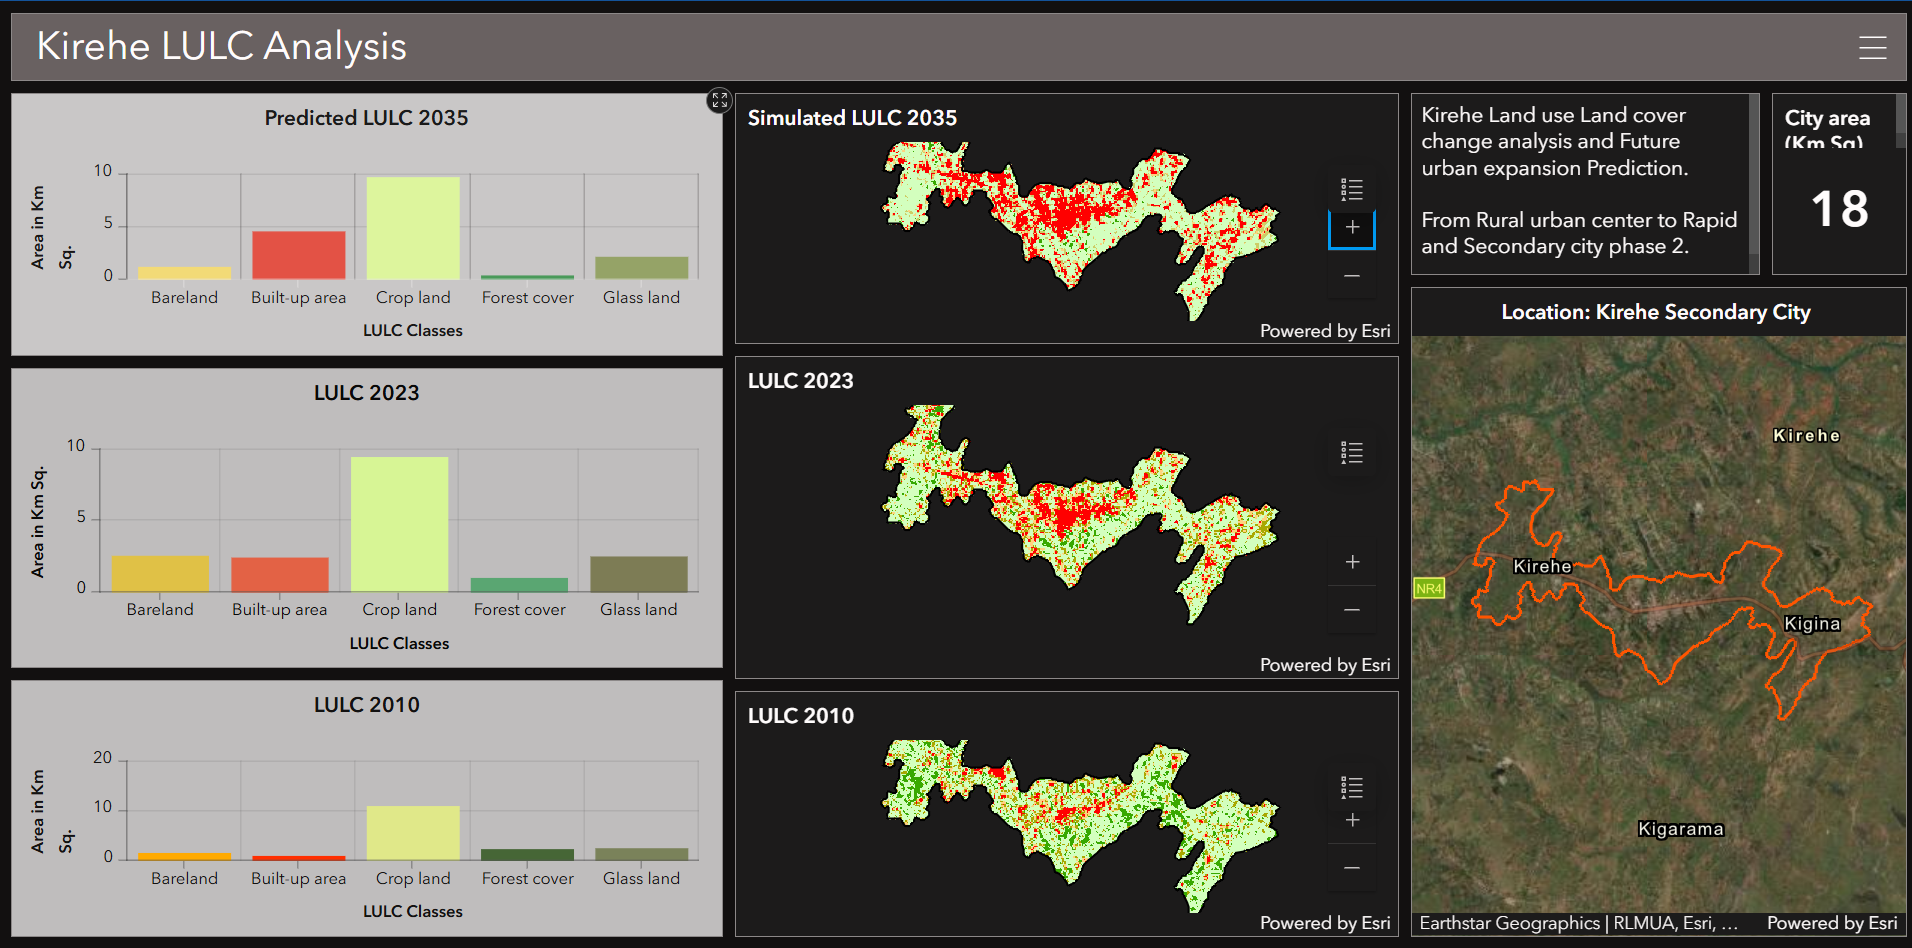 Kirehe LULC Analysis
Predicted LULC 2035
10
5
0
Area in Km
Sq.
Bareland
Built-up area
Crop land
Forest cover
Glass land
LULC Classes
LULC 2023
10
5
0
Area in Km Sq.
Bareland
Built-up area
Crop land
Forest cover
Glass land
LULC Classes
LULC 2010
20
10
0
Area in Km
Sq.
Bareland
Built-up area
Crop land
Forest cover
Glass land
LULC Classes
Simulated LULC 2035
+
−
Powered by Esri
LULC 2023
+
−
Powered by Esri
LULC 2010
+
−
Powered by Esri
Kirehe Land use Land cover
change analysis and Future
urban expansion Prediction.
From Rural urban center to Rapid
and Secondary city phase 2.
City area
(Km Sq)
18
Location: Kirehe Secondary City
Kirehe
Kirehe
NR4
Kigina
Kigarama
Earthstar Geographics | RLMUA, Esri, ...
Powered by Esri